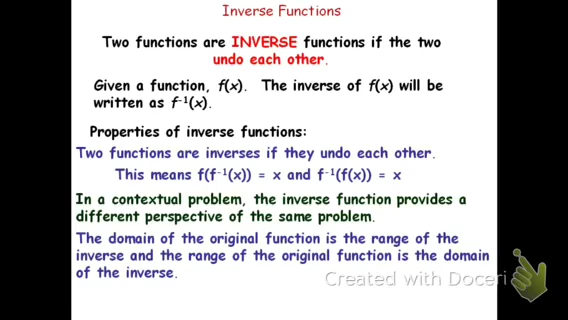 Inverse Functions
Two functions are INVERSE functions if the two
undo each other.
Given a function, f(x). The inverse of f(x) will be
written as f⁻¹(x).
Properties of inverse functions:
Two functions are inverses if they undo each other.
This means f(f⁻¹(x)) = x and f⁻¹(f(x)) = x
In a contextual problem, the inverse function provides a
different perspective of the same problem.
The domain of the original function is the range of the
inverse and the range of the original function is the domain
of the inverse.
Created with Doceri